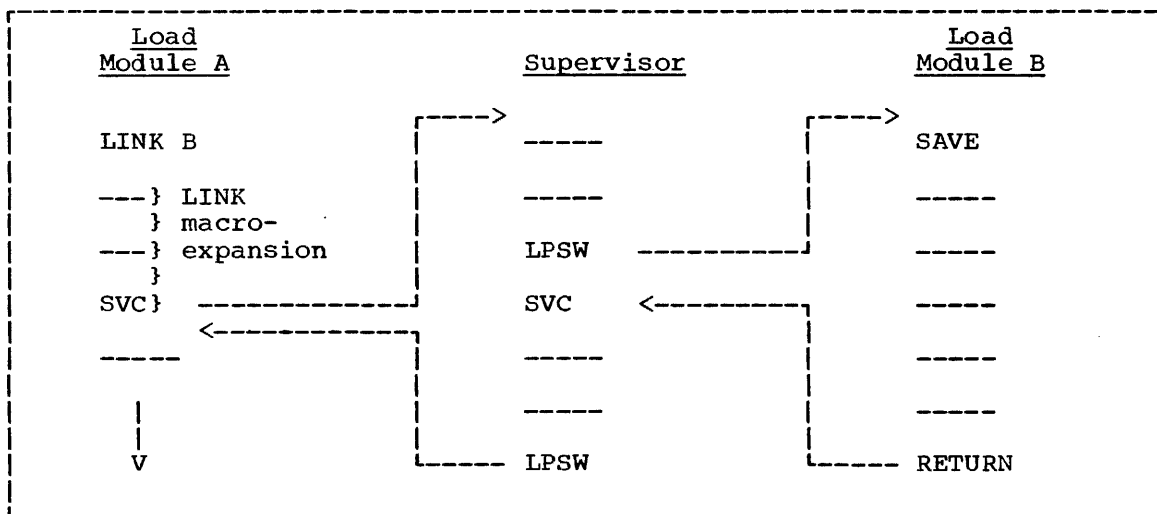 Load Load
Module A Supervisor Module B
LINK B ----- SAVE
---} LINK ----- -----
} macro-
---} expansion LPSW -----
}
SVC} SVC -----
----- ----- -----
----- -----
V LPSW RETURN